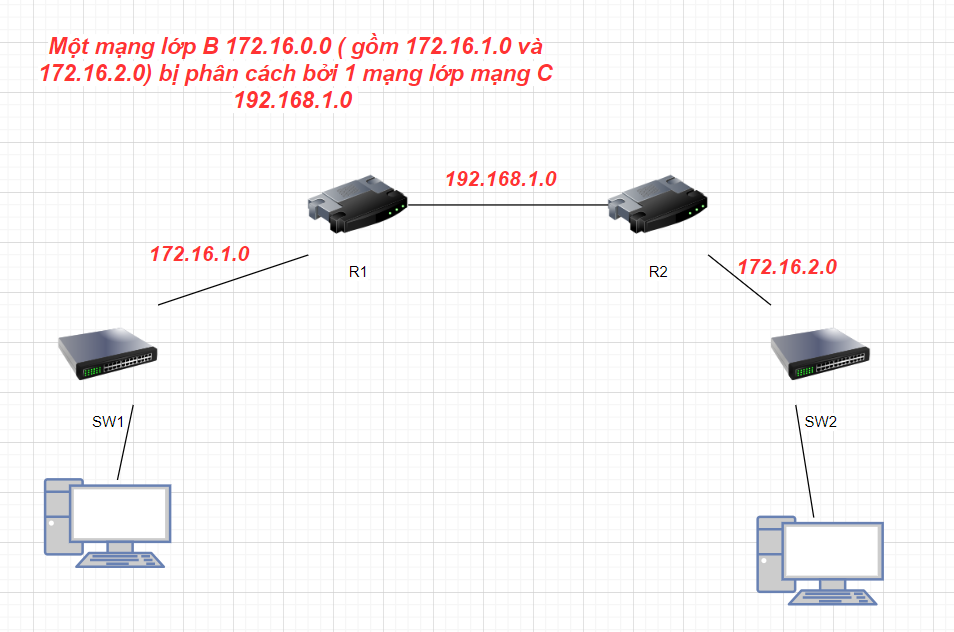 Một mạng lớp B 172.16.0.0 ( gồm 172.16.1.0 và
172.16.2.0) bị phân cách bởi 1 mạng lớp mạng C
192.168.1.0
192.168.1.0
172.16.1.0
172.16.2.0
R1
R2
SW1
SW2